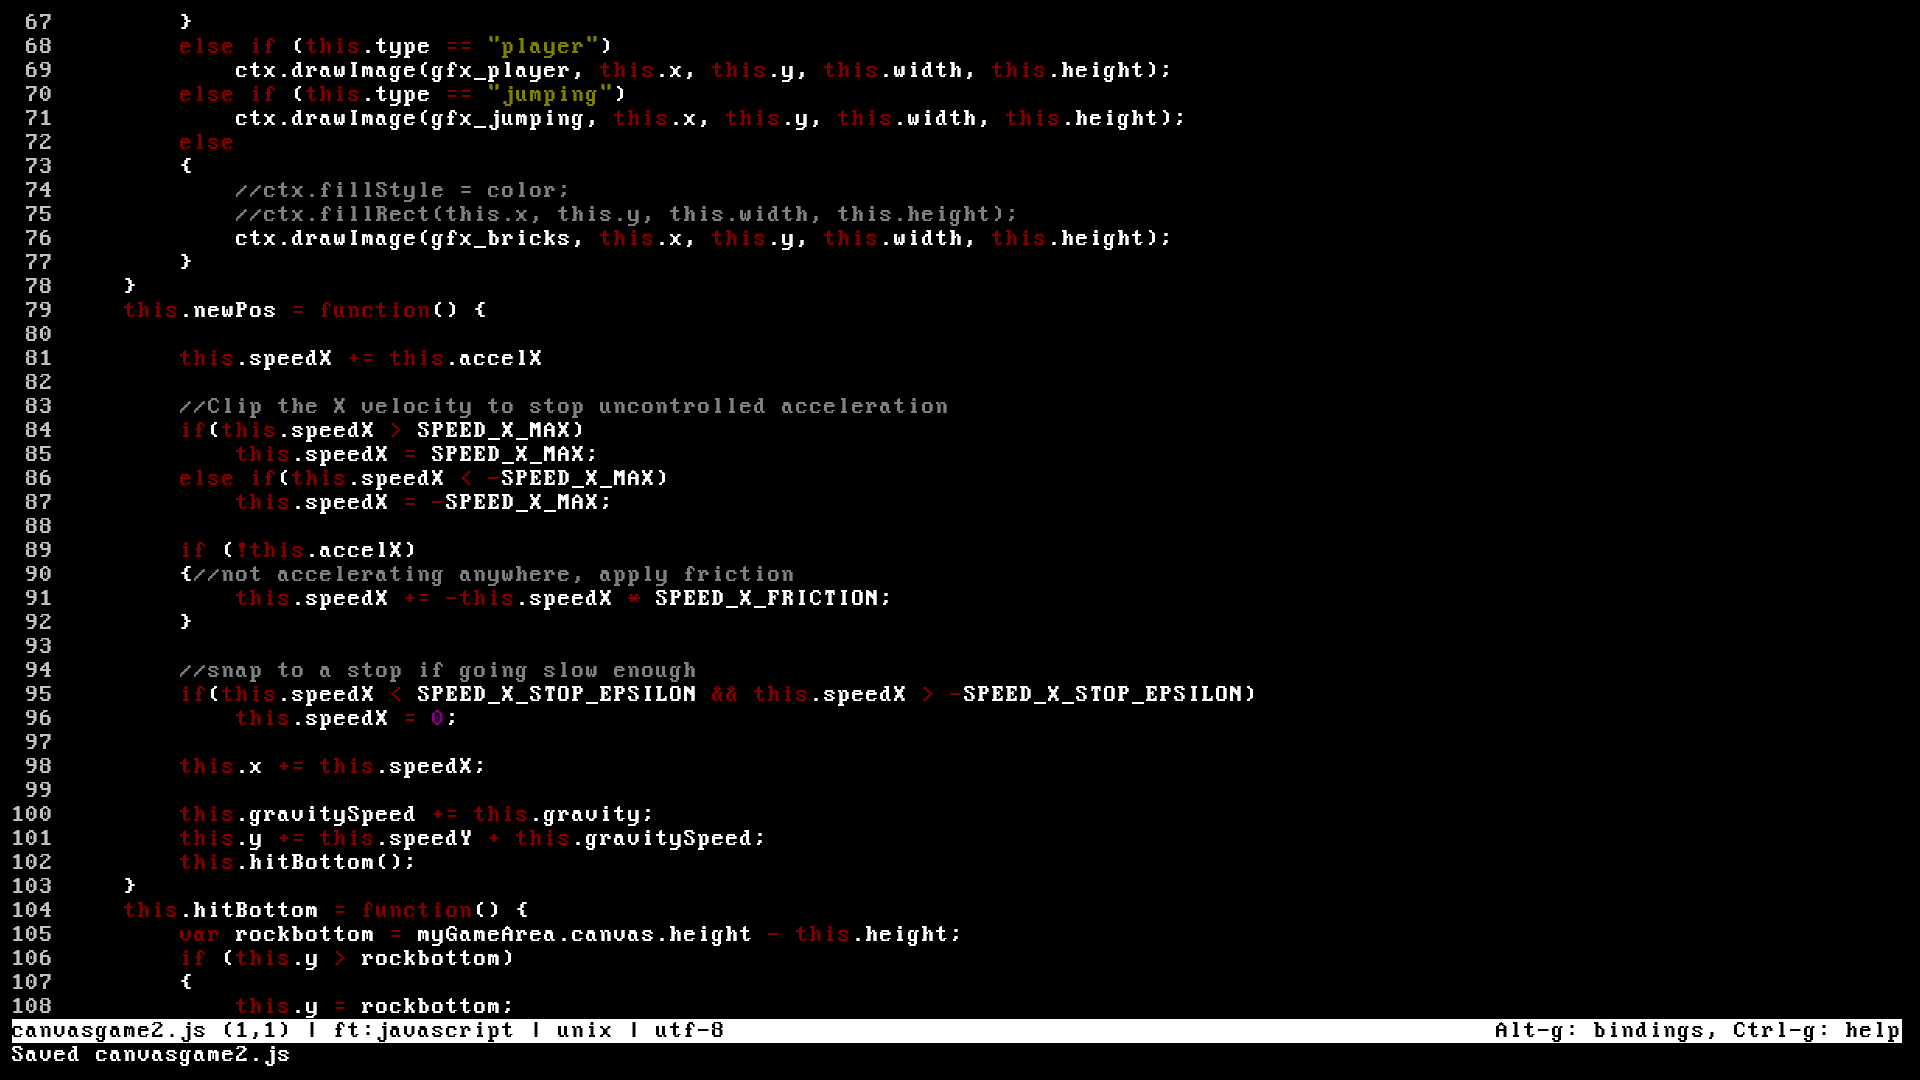 67 }
68 else if (this.type == "player")
69 ctx.drawImage(gfx_player, this.x, this.y, this.width, this.height);
70 else if (this.type == "jumping")
71 ctx.drawImage(gfx_jumping, this.x, this.y, this.width, this.height);
72 else
73 {
74 //ctx.fillStyle = color;
75 //ctx.fillRect(this.x, this.y, this.width, this.height);
76 ctx.drawImage(gfx_bricks, this.x, this.y, this.width, this.height);
77 }
78 }
79 this.newPos = function() {
80
81 this.speedX += this.accelX
82
83 //Clip the X velocity to stop uncontrolled acceleration
84 if(this.speedX > SPEED_X_MAX)
85 this.speedX = SPEED_X_MAX;
86 else if(this.speedX < -SPEED_X_MAX)
87 this.speedX = -SPEED_X_MAX;
88
89 if (!this.accelX)
90 {//not accelerating anywhere, apply friction
91 this.speedX += -this.speedX * SPEED_X_FRICTION;
92 }
93
94 //snap to a stop if going slow enough
95 if(this.speedX < SPEED_X_STOP_EPSILON && this.speedX > -SPEED_X_STOP_EPSILON)
96 this.speedX = 0;
97
98 this.x += this.speedX;
99
100 this.gravitySpeed += this.gravity;
101 this.y += this.speedY + this.gravitySpeed;
102 this.hitBottom();
103 }
104 this.hitBottom = function() {
105 var rockbottom = myGameArea.canvas.height - this.height;
106 if (this.y > rockbottom)
107 {
108 this.y = rockbottom;
canvasgame2.js (1,1) | ft:javascript | unix | utf-8 Alt-g: bindings, Ctrl-g: help
Saved canvasgame2.js